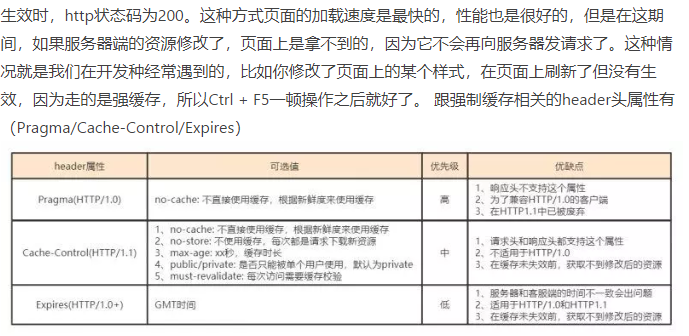 生效时，http状态码为200。这种方式页面的加载速度是最快的，性能也是很好的，但是在这期
间，如果服务器端的资源修改了，页面上是拿不到的，因为它不会再向服务器发请求了。这种情
况就是我们在开发种经常遇到的，比如你修改了页面上的某个样式，在页面上刷新了但没有生
效，因为走的是强缓存，所以Ctrl + F5一顿操作之后就好了。 跟强制缓存相关的header头属性有
（Pragma/Cache-Control/Expires）
header属性 可选值 优先级 优缺点
Pragma(HTTP/1.0) no-cache: 不直接使用缓存，根据新鲜度来使用缓存 高
1、响应头不支持这个属性
2、为了兼容HTTP/1.0的客户端
3、在HTTP1.1中已被废弃
Cache-Control(HTTP/1.1)
1、no-cache: 不直接使用缓存，根据新鲜度来使用缓存
2、no-store: 不使用缓存，每次都是请求下载新资源
3、max-age: xx秒，缓存时长
4、public/private: 是否只能被单个用户使用，默认为private
5、must-revalidate: 每次访问需要缓存校验
中
1、请求头和响应头都支持这个属性
2、不适用于HTTP/1.0
3、在缓存未失效前，获取不到修改后的资源
Expires(HTTP/1.0+) GMT时间 低
1、服务器和客服端的时间不一致会出问题
2、适用于HTTP/1.0和HTTP1.1
3、在缓存未失效前，获取不到修改后的资源